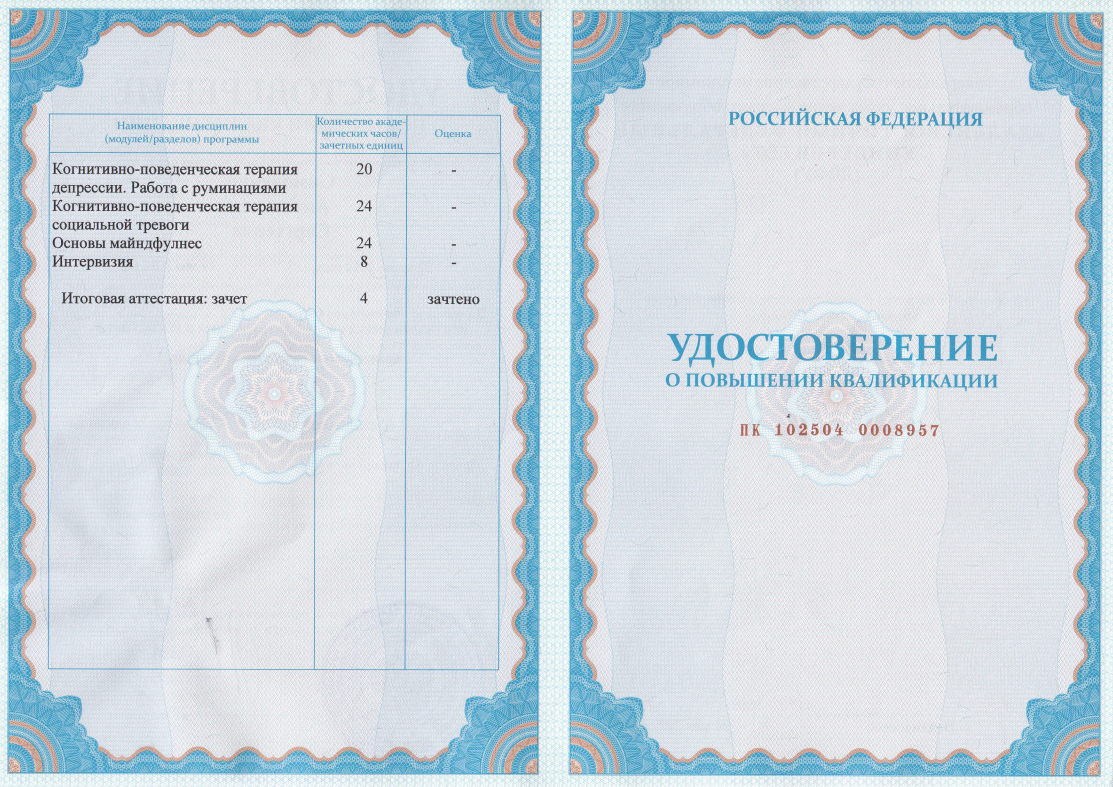 Наименование дисциплин
(модулей/разделов) программы
Количество акаде-
мических часов/
зачетных единиц
Оценка
Когнитивно-поведенческая терапия
депрессии. Работа с руминациями
20
-
Когнитивно-поведенческая терапия
социальной тревоги
24
-
Основы майндфулнес
24
-
Интервизия
8
-
Итоговая аттестация: зачет
4
зачтено
РОССИЙСКАЯ ФЕДЕРАЦИЯ
УДОСТОВЕРЕНИЕ
О ПОВЫШЕНИИ КВАЛИФИКАЦИИ
ПК 102504 0008957